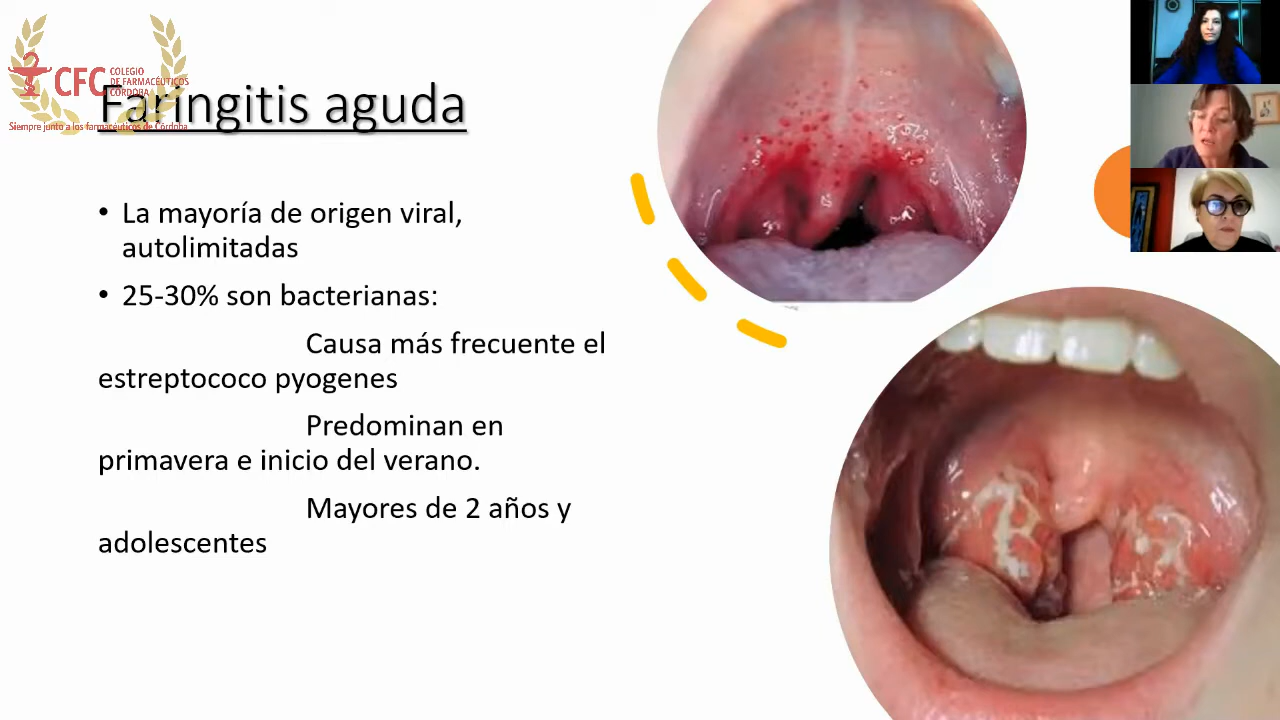 CFC
COLEGIO
DE FARMACÉUTICOS
CÓRDOBA
Siempre junto a los farmacéuticos de Córdoba
Faringitis aguda
• La mayoría de origen viral,
autolimitadas
• 25-30% son bacterianas:
Causa más frecuente el
estreptococo pyogenes
Predominan en
primavera e inicio del verano.
Mayores de 2 años y
adolescentes